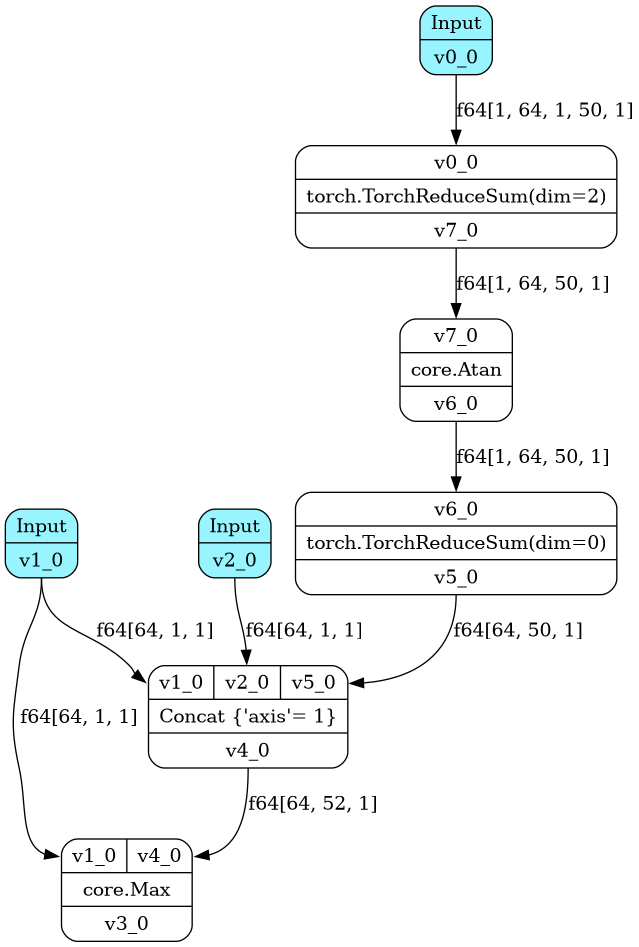 Input
v0_0
f64[1, 64, 1, 50, 1]
v0_0
torch.TorchReduceSum(dim=2)
v7_0
f64[1, 64, 50, 1]
v7_0
core.Atan
v6_0
f64[1, 64, 50, 1]
Input
v1_0
Input
v2_0
v6_0
torch.TorchReduceSum(dim=0)
v5_0
f64[64, 1, 1]
f64[64, 1, 1]
f64[64, 50, 1]
v1_0 v2_0 v5_0
Concat {'axis'= 1}
v4_0
f64[64, 1, 1]
f64[64, 52, 1]
v1_0 v4_0
core.Max
v3_0